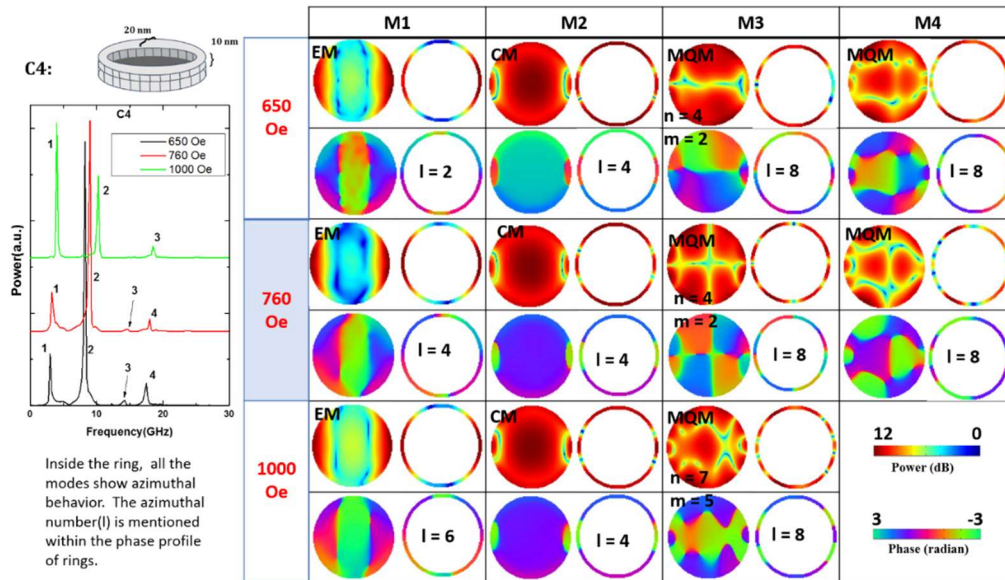 20 nm
10 nm
C4:
C4
650 Oe
760 Oe
1000 Oe
1
2
3
1
2
3
4
1
2
3
4
Power(a.u.)
0 10 20 30
Frequency(GHz)
Inside the ring, all the
modes show azimuthal
behavior. The azimuthal
number(l) is mentioned
within the phase profile
of rings.
M1 M2 M3 M4
650
Oe
EM CM MQM MQM
n = 4
m = 2
l = 2 l = 4 l = 8 l = 8
760
Oe
EM CM MQM MQM
n = 4
m = 2
l = 4 l = 4 l = 8 l = 8
1000
Oe
EM CM MQM
n = 7
m = 5
l = 6 l = 4 l = 8
12 0
Power (dB)
3 -3
Phase (radian)